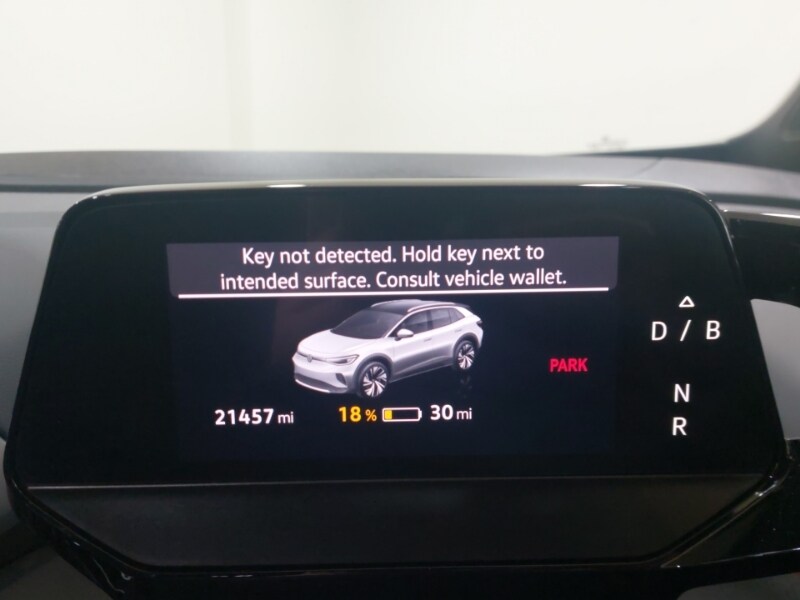 Key not detected. Hold key next to
intended surface. Consult vehicle wallet.
D / B
PARK
N
21457 mi 18 % 30 mi
R